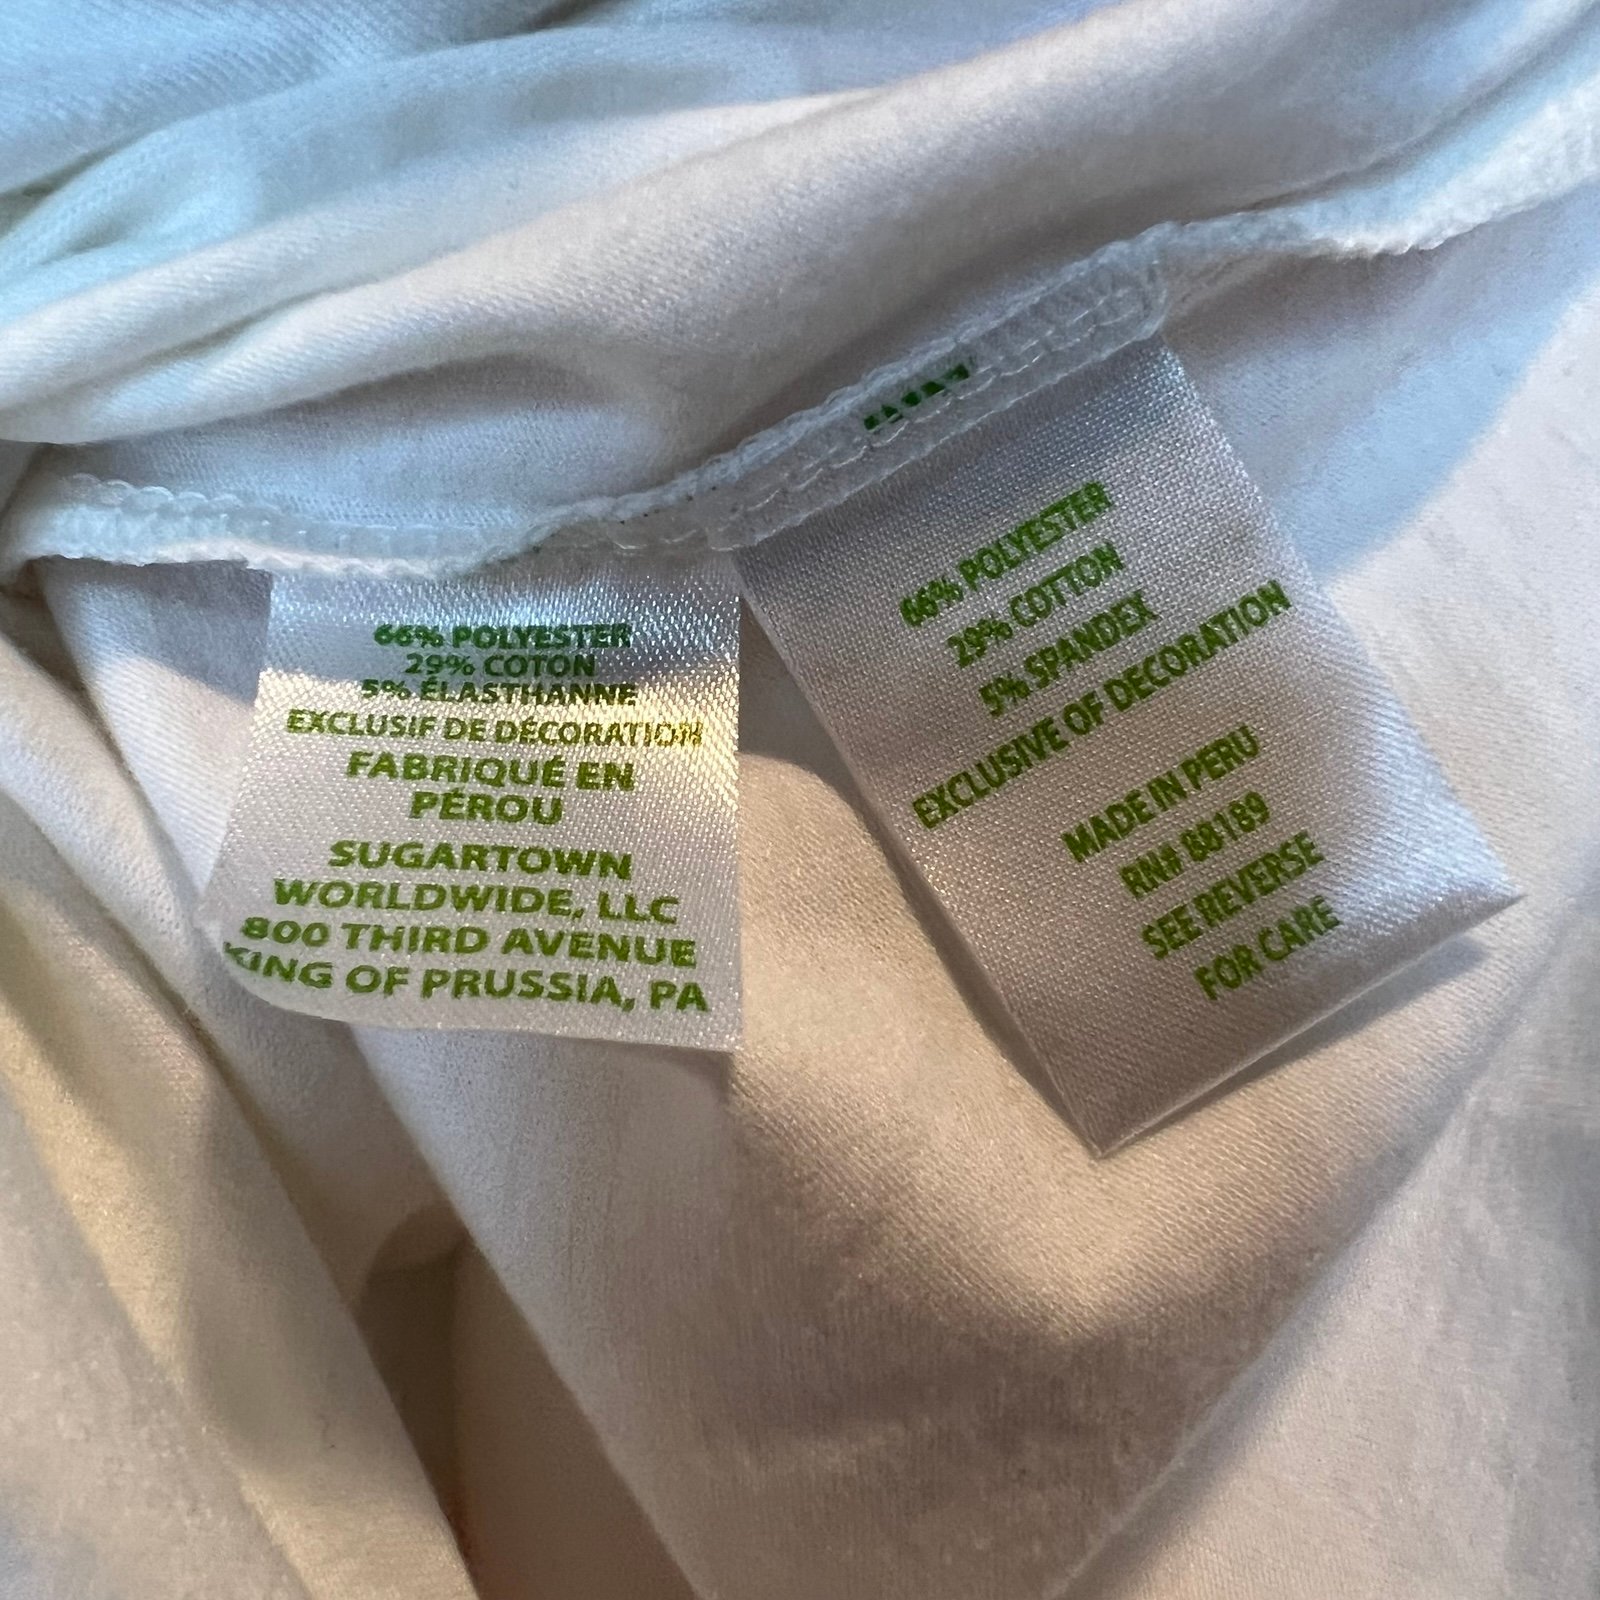 66% POLYESTER
29% COTON
5% ÉLASTHANNE
EXCLUSIF DE DÉCORATION
FABRIQUÉ EN
PÉROU
SUGARTOWN
WORLDWIDE, LLC
800 THIRD AVENUE
KING OF PRUSSIA, PA
66% POLYESTER
29% COTTON
5% SPANDEX
EXCLUSIVE OF DECORATION
MADE IN PERU
RN# 88189
SEE REVERSE
FOR CARE